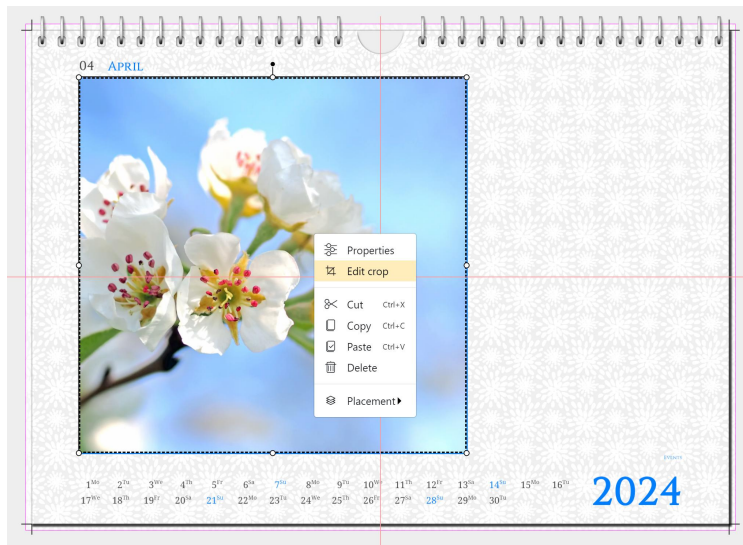 04 APRIL
Properties
Edit crop
Cut Ctrl+X
Copy Ctrl+C
Paste Ctrl+V
Delete
Placement
EVENTS
1Mo 2Tu 3We 4Th 5Fr 6Sa 7Su 8Mo 9Tu 10We 11Th 12Fr 13Sa 14Su 15Mo 16Tu
17We 18Th 19Fr 20Sa 21Su 22Mo 23Tu 24We 25Th 26Fr 27Sa 28Su 29Mo 30Tu
2024